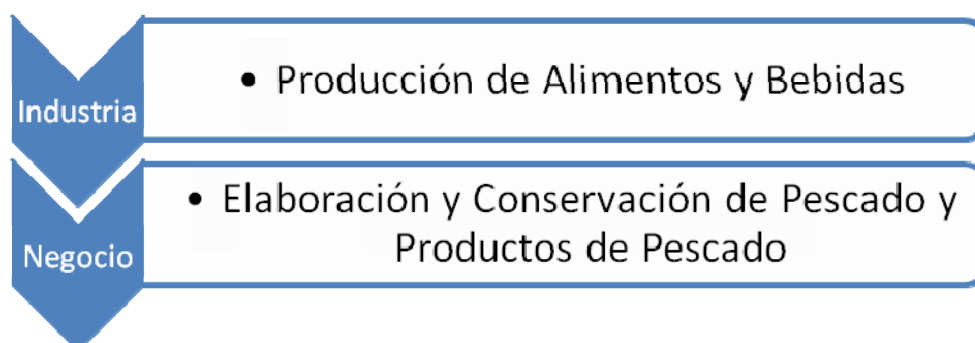 Industria
• Producción de Alimentos y Bebidas
Negocio
• Elaboración y Conservación de Pescado y
Productos de Pescado